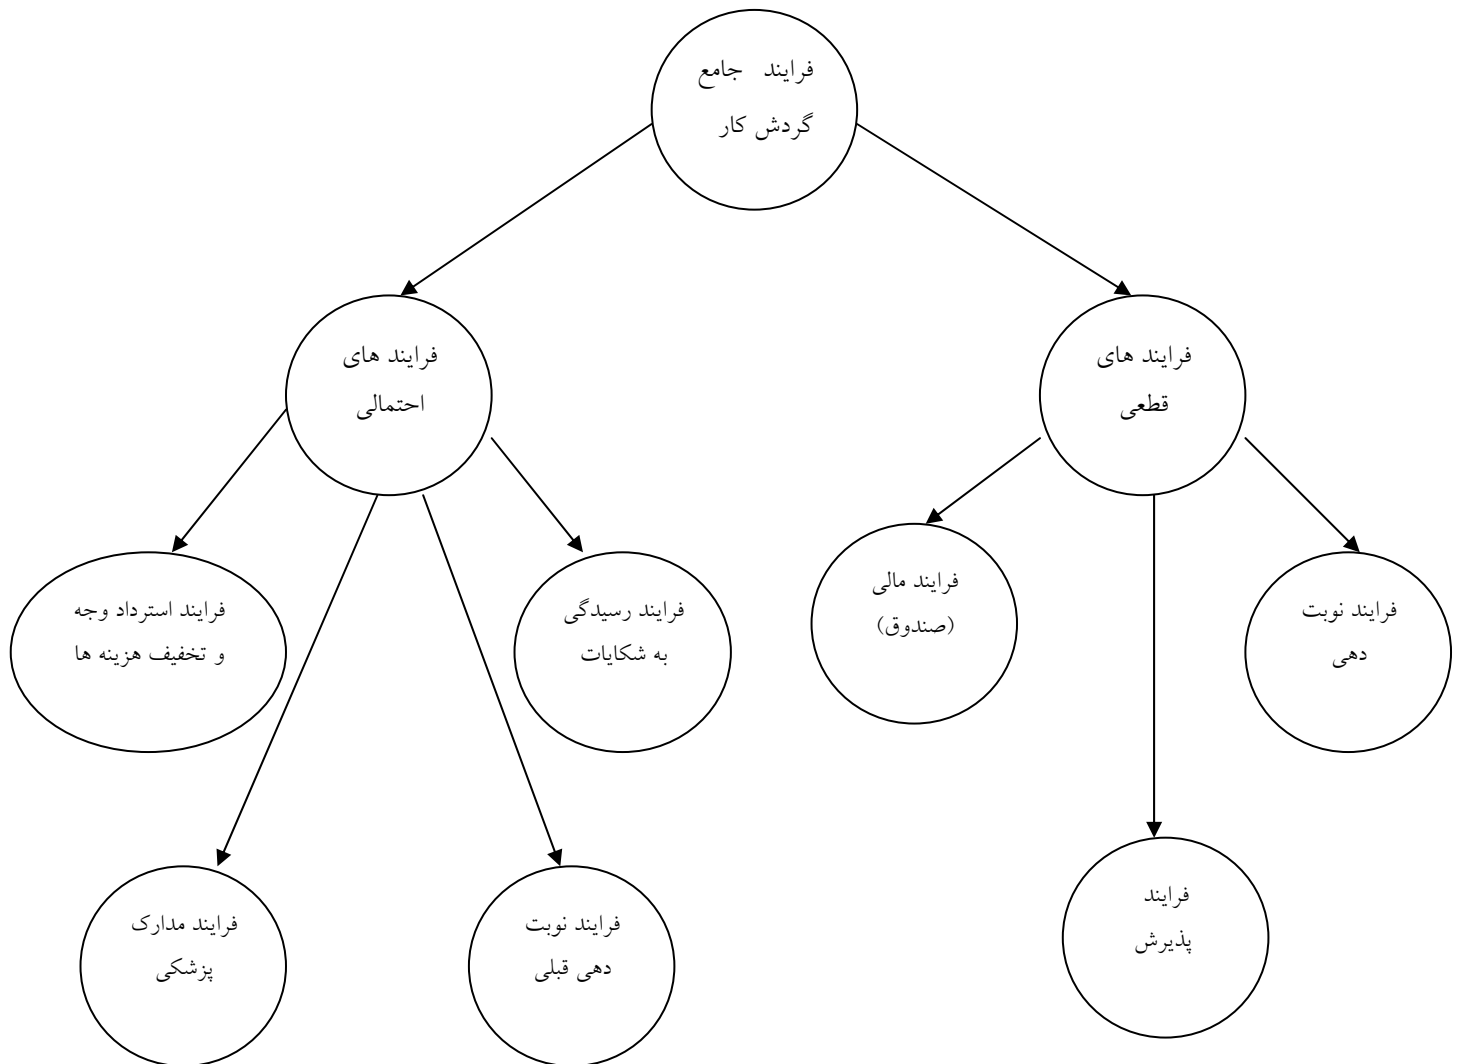 فرایند جامع
گردش کار
فرایند های
قطعی
فرایند های
احتمالی
فرایند نوبت
دهی
فرایند مالی
(صندوق)
فرایند
پذیرش
فرایند رسیدگی
به شکایات
فرایند استرداد وجه
و تخفیف هزینه ها
فرایند نوبت
دهی قبلی
فرایند مدارک
پزشکی